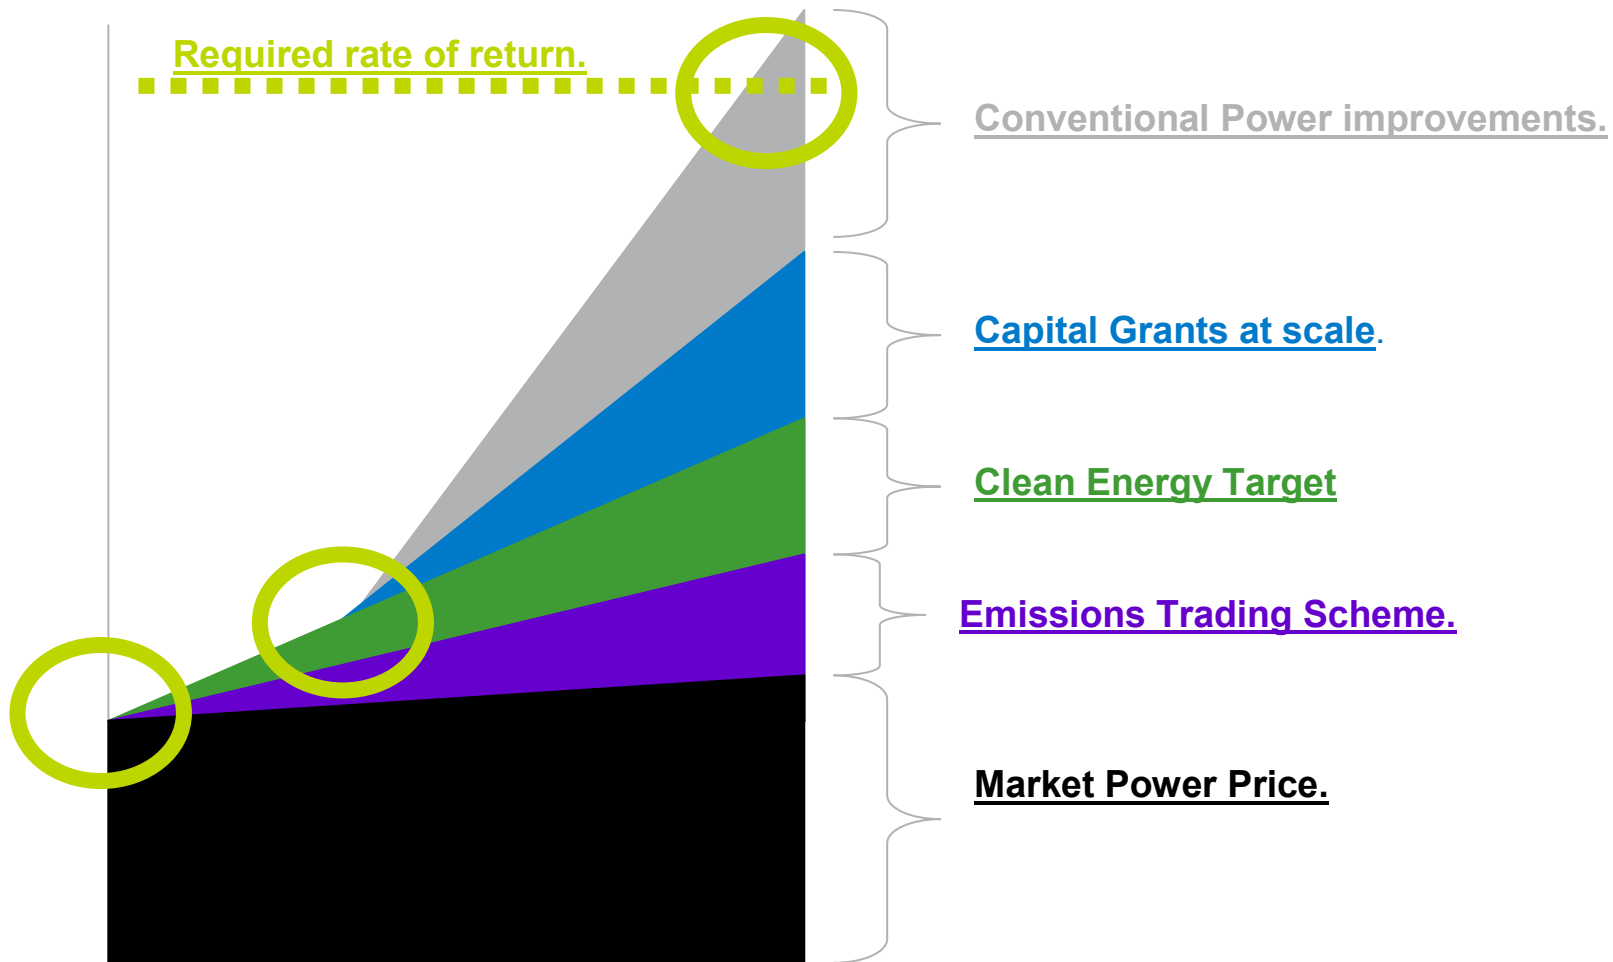 Required rate of return.
Conventional Power improvements.
Capital Grants at scale.
Clean Energy Target
Emissions Trading Scheme.
Market Power Price.